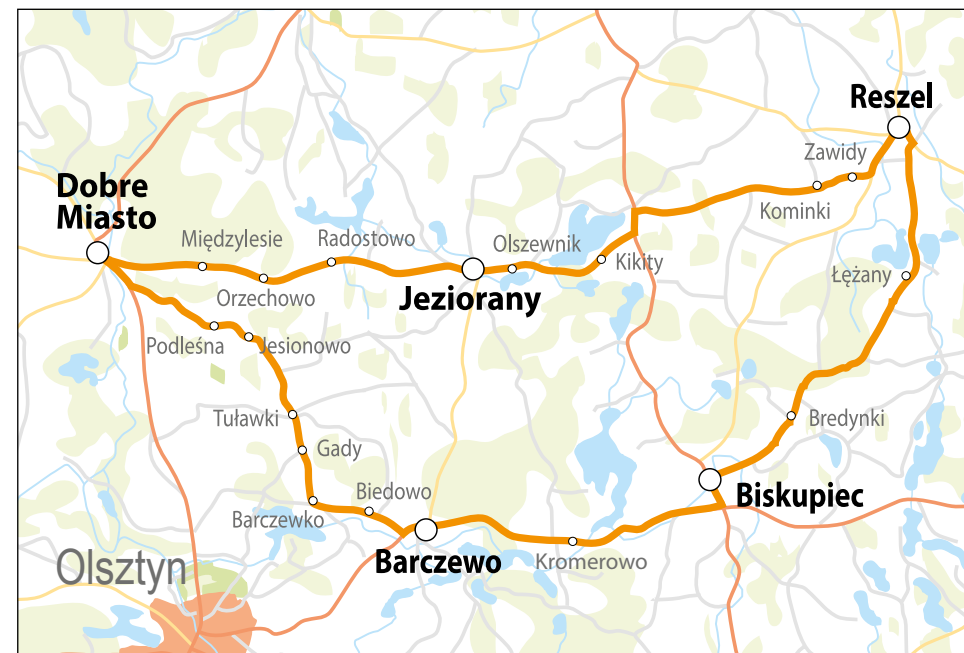 Reszel
Zawidy
Dobre
Miasto
Kominki
Międzylesie
Radostowo
Olszewnik
Kikity
Łężany
Orzechowo
Jeziorany
Podleśna
Jesionowo
Tuławki
Bredynki
Gady
Biedowo
Biskupiec
Barczewko
Barczewo
Kromerowo
Olsztyn